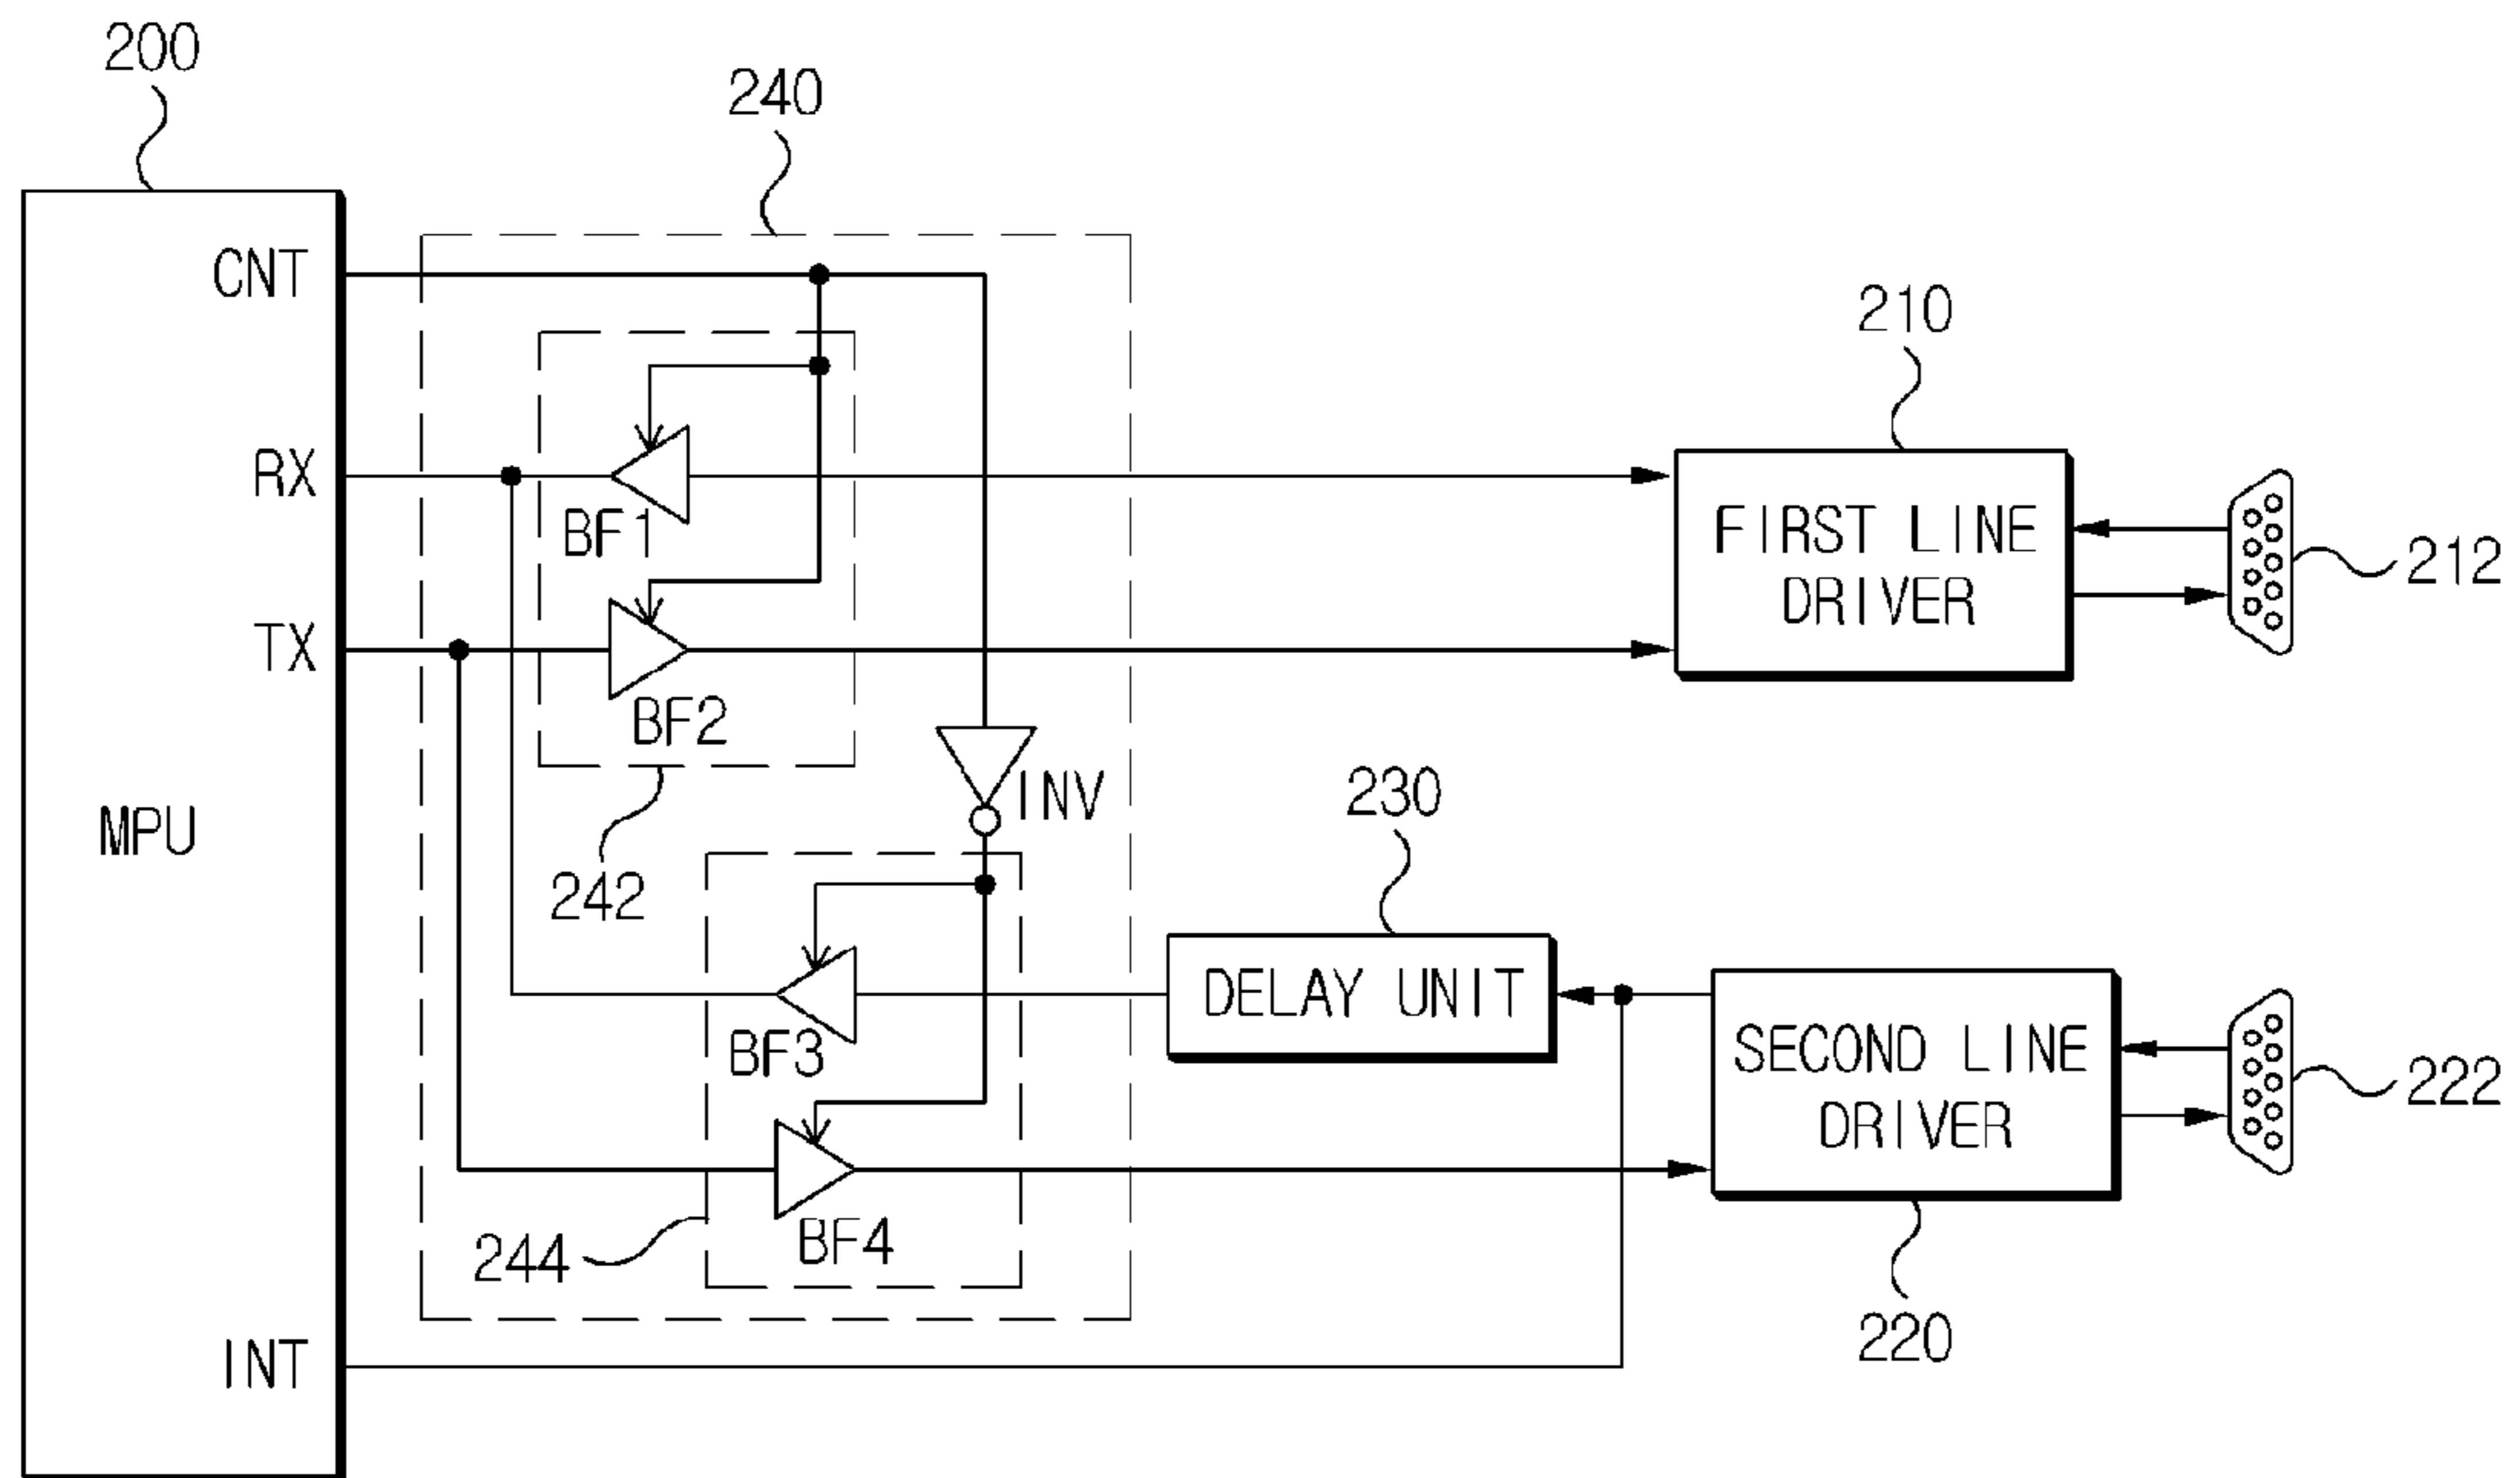 200
240
CNT
210
RX
BF1
FIRST LINE
DRIVER
212
TX
BF2
INV
230
MPU
242
DELAY UNIT
SECOND LINE
DRIVER
BF3
222
244
BF4
220
INT